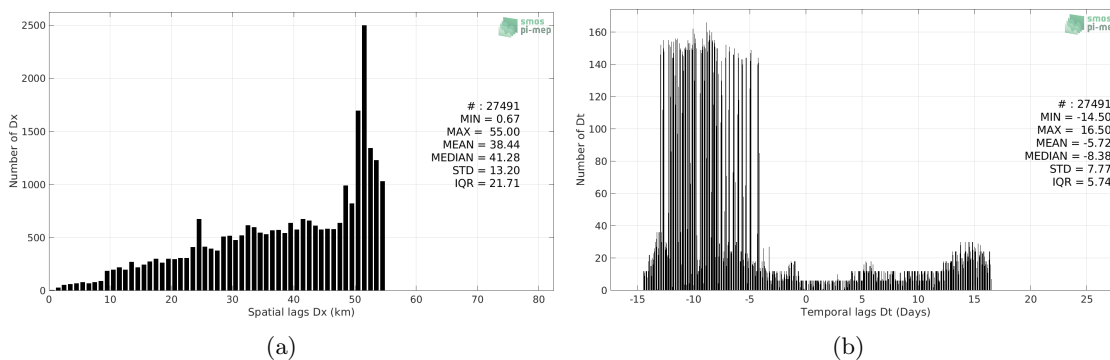 2500
2000
1500
1000
500
0
Number of Dx
0 10 20 30 40 50 60 70 80
Spatial lags Dx (km)
smos
pi-mep
# : 27491
MIN = 0.67
MAX = 55.00
MEAN = 38.44
MEDIAN = 41.28
STD = 13.20
IQR = 21.71
(a)
160
140
120
100
80
60
40
20
0
Number of Dt
-15 -10 -5 0 5 10 15 20 25
Temporal lags Dt (Days)
smos
pi-mep
# : 27491
MIN = -14.50
MAX = 16.50
MEAN = -5.72
MEDIAN = -8.38
STD = 7.77
IQR = 5.74
(b)